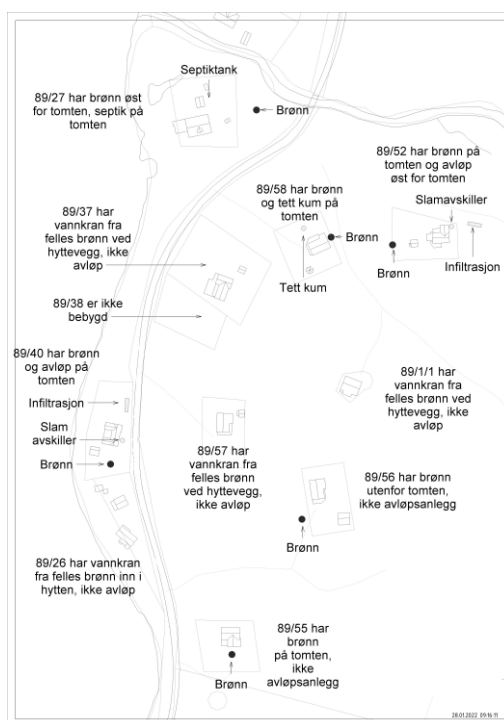 Septiktank
89/27 har brønn øst
for tomten, septik på
tomten
Brønn
89/52 har brønn på
tomten og avløp
øst for tomten
Slamavskiller
89/58 har brønn
og tett kum på
tomten
89/37 har
vannkran fra
felles brønn ved
hyttevegg, ikke
avløp
Brønn
Brønn
Infiltrasjon
Tett kum
89/38 er ikke
bebygd
89/40 har brønn
og avløp på
tomten
Infiltrasjon
Slam
avskiller
Brønn
89/1/1 har
vannkran fra
felles brønn ved
hyttevegg, ikke
avløp
89/57 har
vannkran fra
felles brønn
ved hyttevegg,
ikke avløp
89/56 har brønn
utenfor tomten,
ikke avløpsanlegg
Brønn
89/26 har vannkran
fra felles brønn inn i
hytten, ikke avløp
89/55 har
brønn
på tomten,
ikke
avløpsanlegg
Brønn
28.01.2022 09:16:11